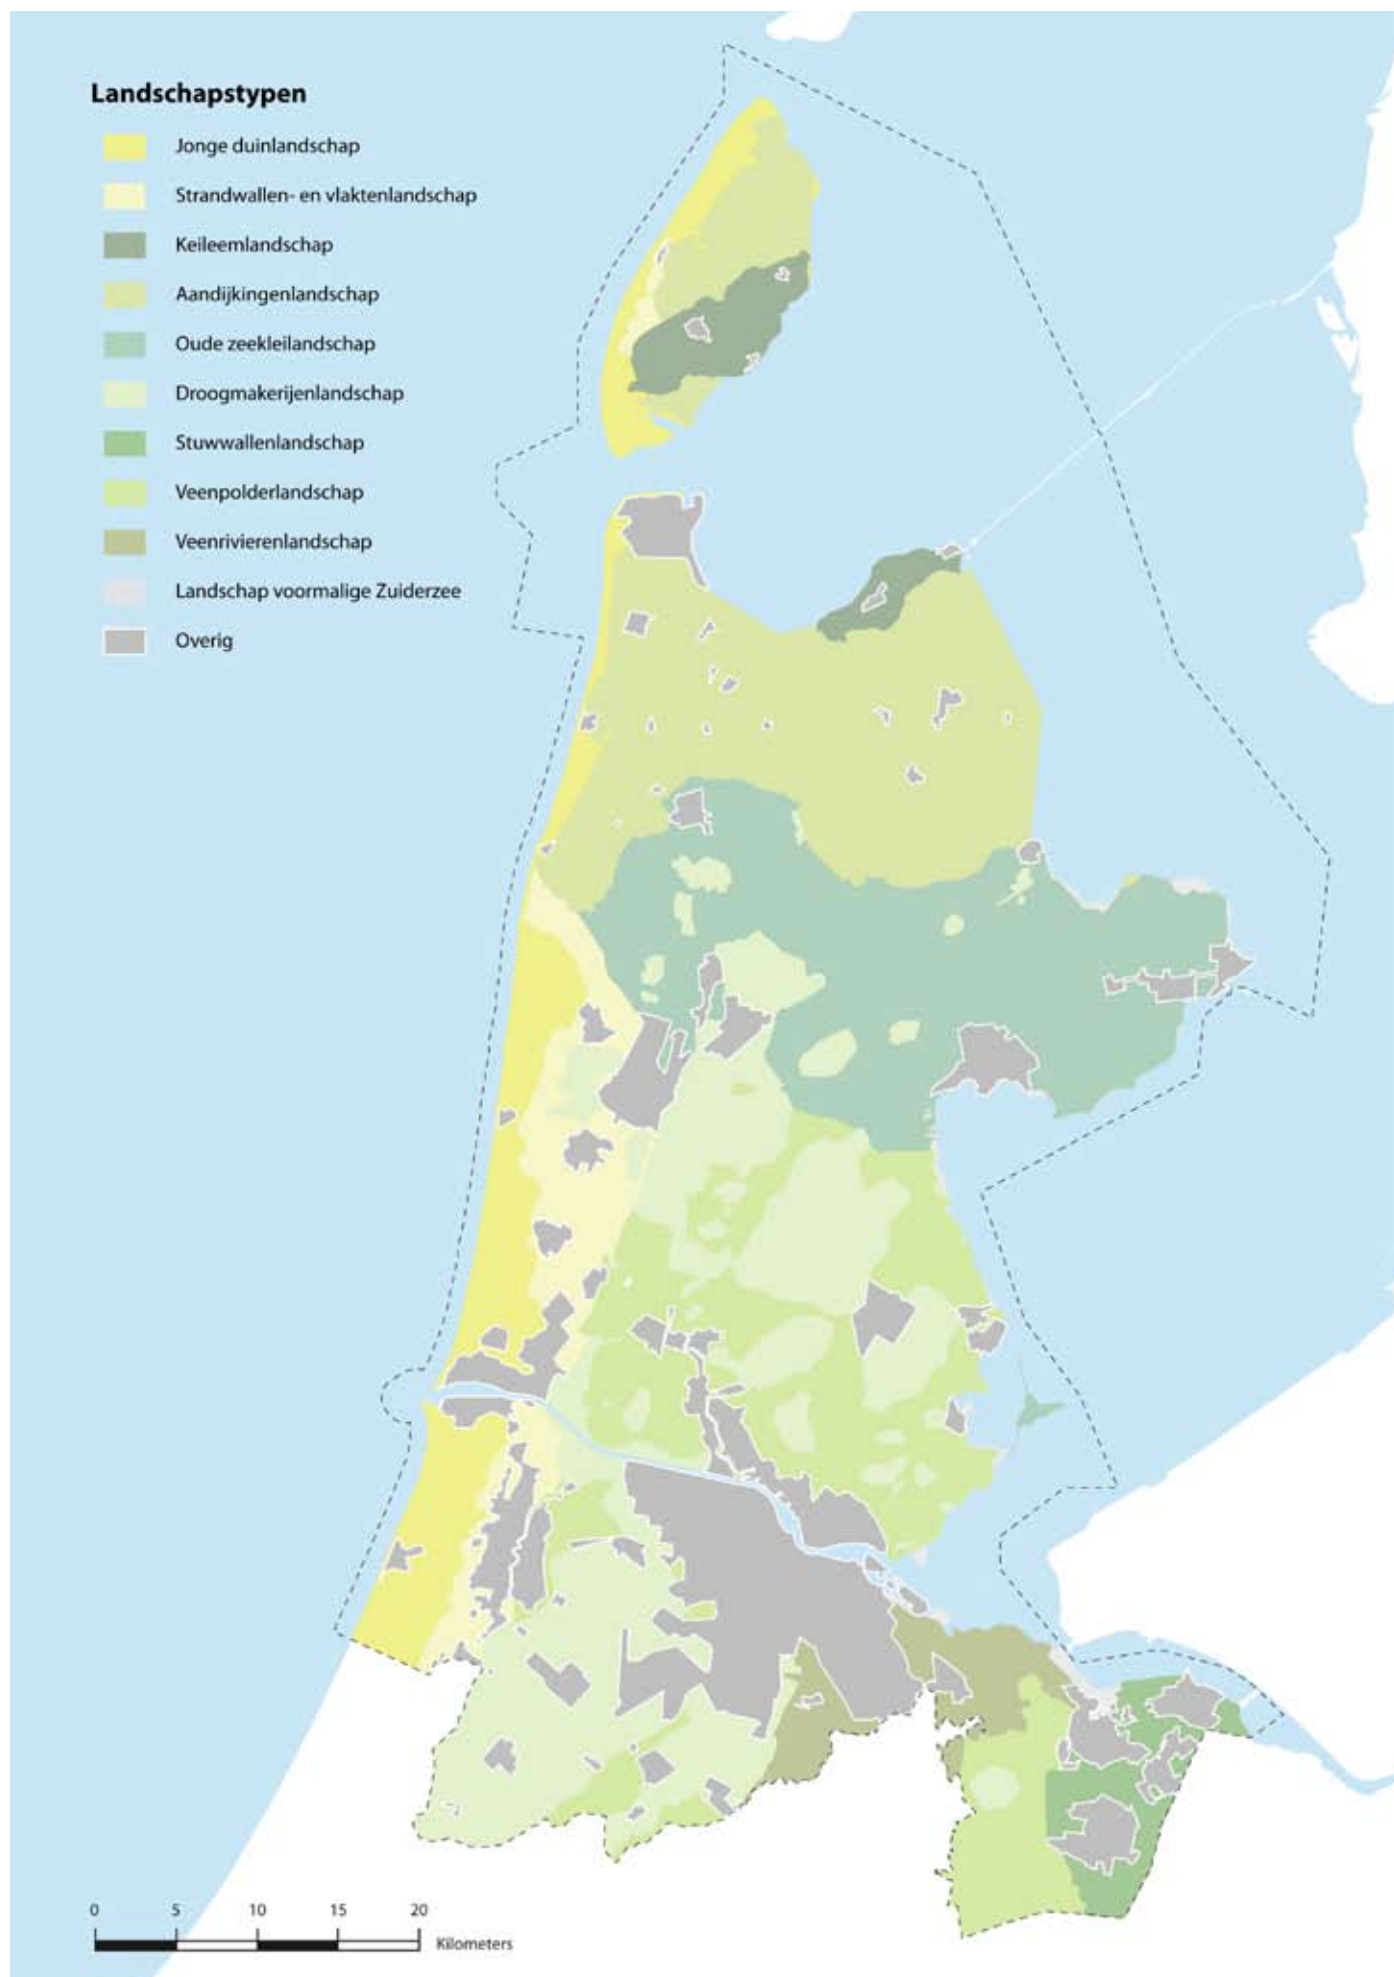 Landschapstypen
Jonge duinlandschap
Strandwallen- en vlaktenlandschap
Keileemlandschap
Aandijkingenlandschap
Oude zeekleilandschap
Droogmakerijenlandschap
Stuwwallenlandschap
Veenpolderlandschap
Veenrivierenlandschap
Landschap voormalige Zuiderzee
Overig
0 5 10 15 20
Kilometers